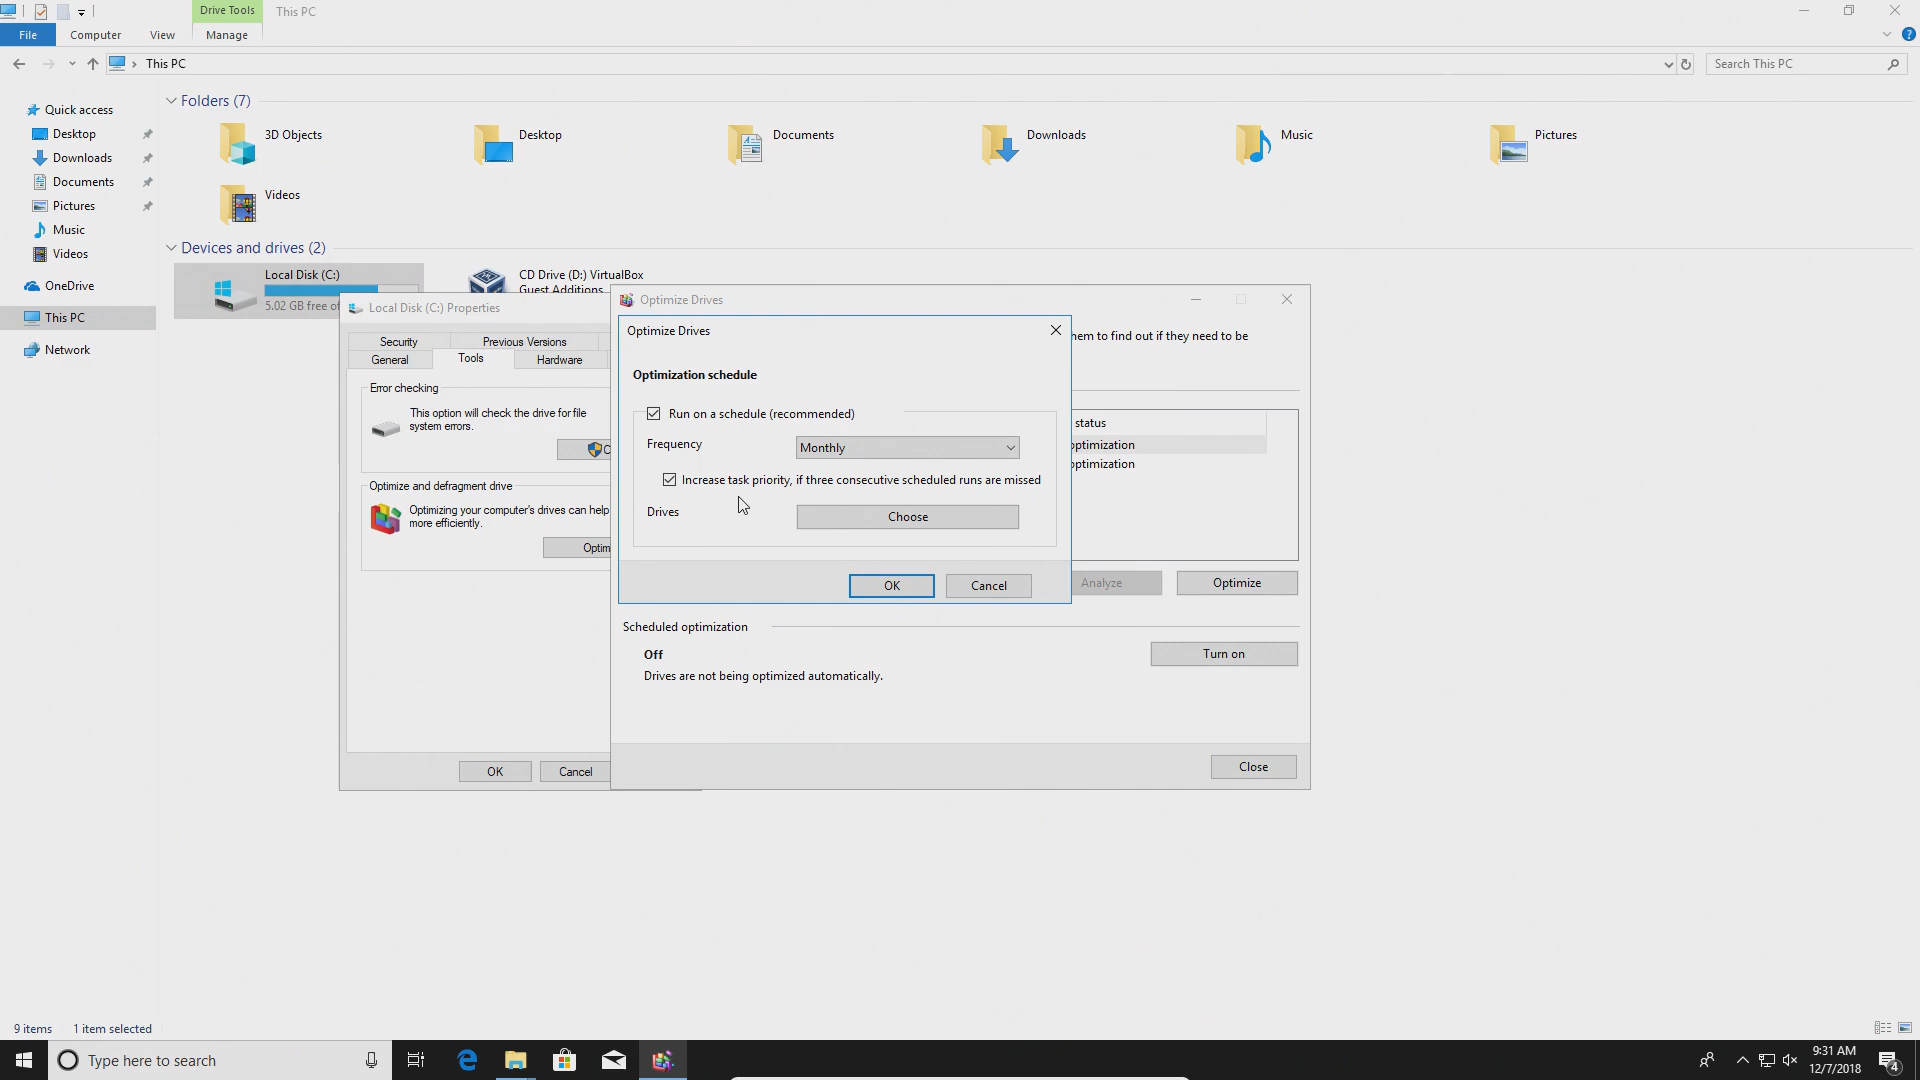 Drive Tools
This PC
File
Computer
View
Manage
This PC
Search This PC
Quick access
Desktop
Downloads
Documents
Pictures
Music
Videos
OneDrive
This PC
Network
Folders (7)
3D Objects
Desktop
Documents
Downloads
Music
Pictures
Videos
Devices and drives (2)
Local Disk (C:)
5.02 GB free of
CD Drive (D:) VirtualBox
Guest Additions
Local Disk (C:) Properties
Security
Previous Versions
General
Tools
Hardware
Error checking
This option will check the drive for file
system errors.
C
Optimize and defragment drive
Optimizing your computer's drives can help
more efficiently.
Optim
OK
Cancel
Optimize Drives
hem to find out if they need to be
status
optimization
optimization
Analyze
Optimize
Scheduled optimization
Off
Turn on
Drives are not being optimized automatically.
Close
Optimize Drives
Optimization schedule
Run on a schedule (recommended)
Frequency
Monthly
Increase task priority, if three consecutive scheduled runs are missed
Drives
Choose
OK
Cancel
9 items
1 item selected
Type here to search
9:31 AM
12/7/2018
4